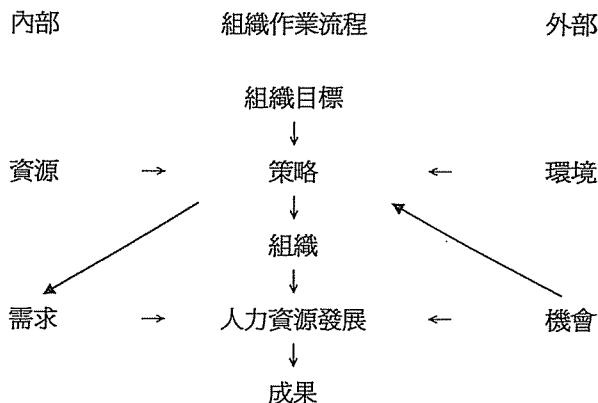 內部 組織作業流程 外部
組織目標
↓
資源 → 策略 ← 環境
↓
組織
↓
需求 → 人力資源發展 ← 機會
↓
成果